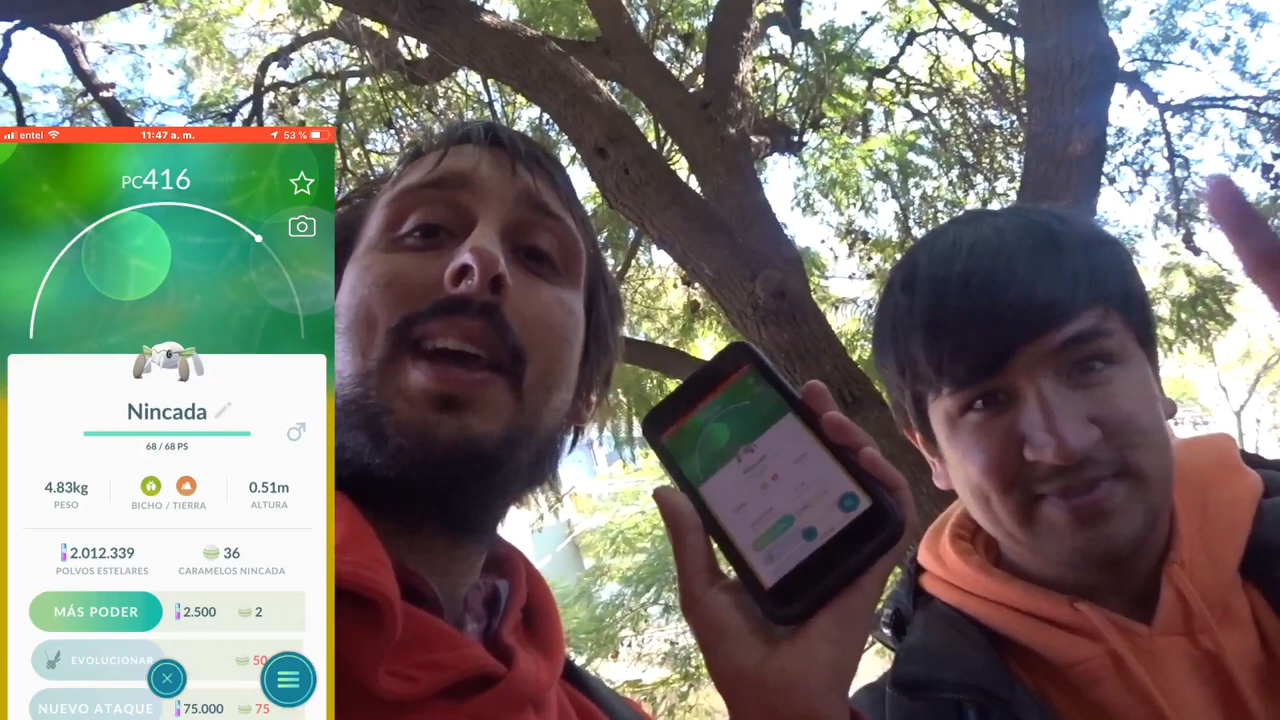 entel 11:47 a. m. 53 %
PC416
Nincada
68 / 68 PS
4.83kg 0.51m
PESO BICHO / TIERRA ALTURA
2.012.339 36
POLVOS ESTELARES CARAMELOS NINCADA
MÁS PODER 2.500 2
EVOLUCIONAR 50
NUEVO ATAQUE 75.000 75